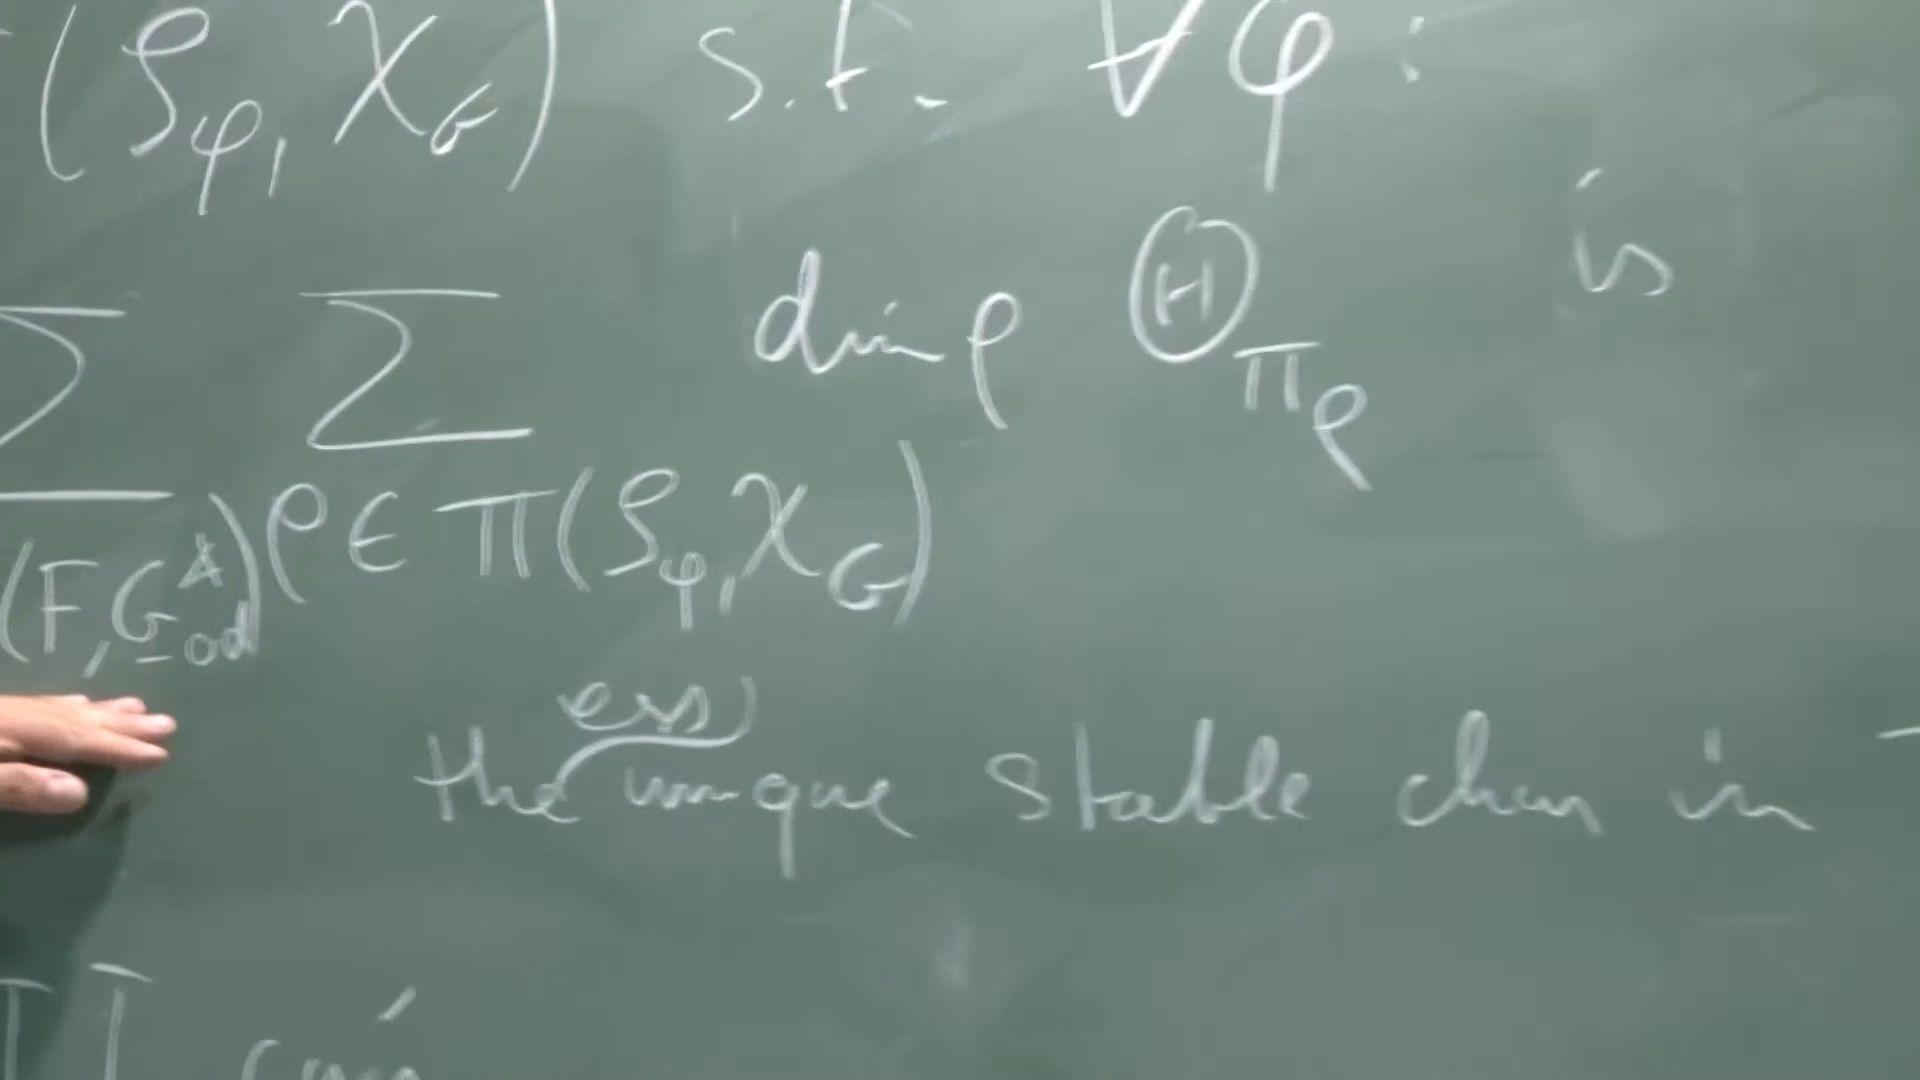 (S_φ, χ_G) s.t. ∀φ:
∑ ∑ dim ρ Θ_{π_ρ} is
(F, G^*_{ad}) ρ ∈ Π(S_φ, χ_G)
ess
the unique stable char in